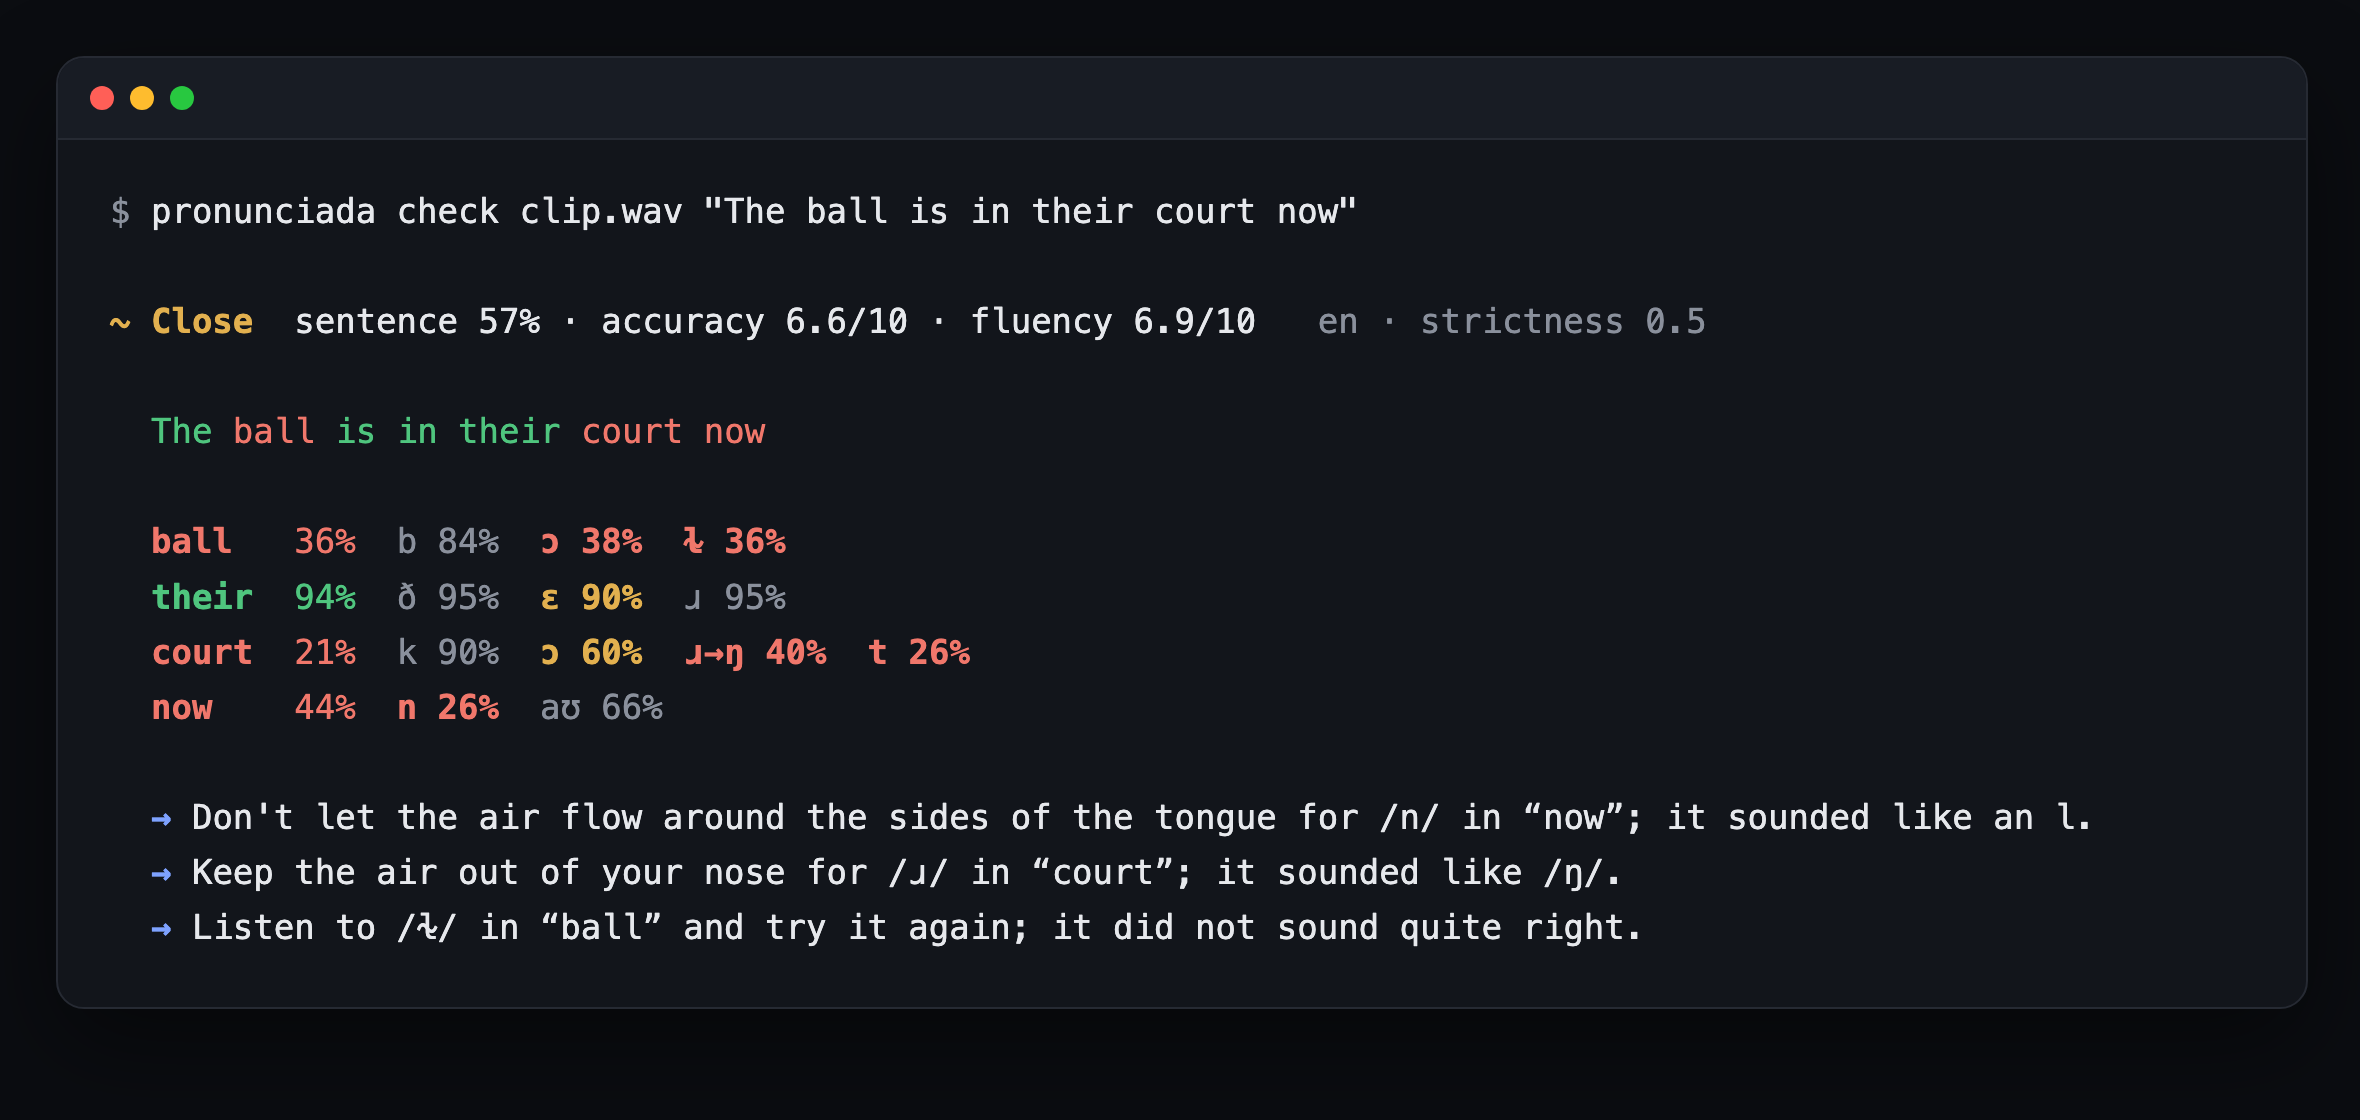 $ pronunciada check clip.wav "The ball is in their court now"
~ Close  sentence 57% · accuracy 6.6/10 · fluency 6.9/10   en · strictness 0.5
The ball is in their court now
ball   36%  b 84%  ɔ 38%  ɫ 36%
their  94%  ð 95%  ɛ 90%  ɹ 95%
court  21%  k 90%  ɔ 60%  ɹ→ŋ 40%  t 26%
now    44%  n 26%  aʊ 66%
→ Don't let the air flow around the sides of the tongue for /n/ in “now”; it sounded like an l.
→ Keep the air out of your nose for /ɹ/ in “court”; it sounded like /ŋ/.
→ Listen to /ɫ/ in “ball” and try it again; it did not sound quite right.